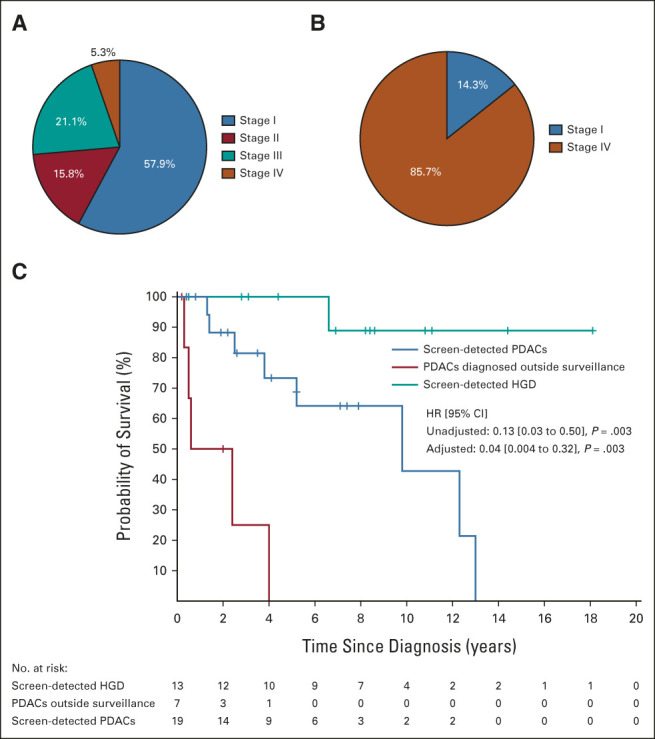 A
5.3%
21.1%
15.8%
57.9%
Stage I
Stage II
Stage III
Stage IV
B
14.3%
85.7%
Stage I
Stage IV
C
Probability of Survival (%)
100
90
80
70
60
50
40
30
20
10
0 2 4 6 8 10 12 14 16 18 20
Time Since Diagnosis (years)
Screen-detected PDACs
PDACs diagnosed outside surveillance
Screen-detected HGD
HR [95% CI]
Unadjusted: 0.13 [0.03 to 0.50], P = .003
Adjusted: 0.04 [0.004 to 0.32], P = .003
No. at risk:
Screen-detected HGD 13 12 10 9 7 4 2 2 1 1 0
PDACs outside surveillance 7 3 1 0 0 0 0 0 0 0 0
Screen-detected PDACs 19 14 9 6 3 2 2 0 0 0 0